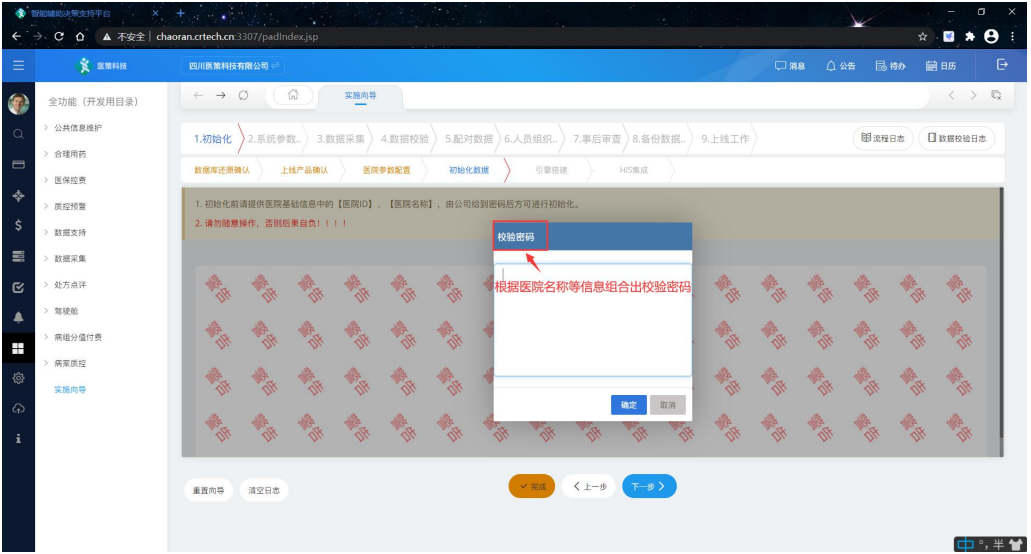 智能辅助决策支持平台
不安全 | chaoran.crtech.cn:3307/padIndex.jsp
医策科技
四川医策科技有限公司
消息
公告
待办
日历
全功能（开发用目录）
实施向导
公共信息维护
合理用药
医保控费
质控预警
数据支持
数据采集
处方点评
驾驶舱
病组分值付费
病案质控
实施向导
1.初始化
2.系统参数..
3.数据采集
4.数据校验
5.配对数据
6.人员组织..
7.事后审查
8.备份数据..
9.上线工作
流程日志
数据校验日志
数据库还原确认
上线产品确认
医院参数配置
初始化数据
引擎搭建
HIS集成
1. 初始化前请提供医院基础信息中的【医院ID】、【医院名称】，由公司给到密码后方可进行初始化。
2. 请勿随意操作，否则后果自负！！！！
校验密码
根据医院名称等信息组合出校验密码
确定
取消
重置向导
清空日志
完成
上一步
下一步
中 °, 半